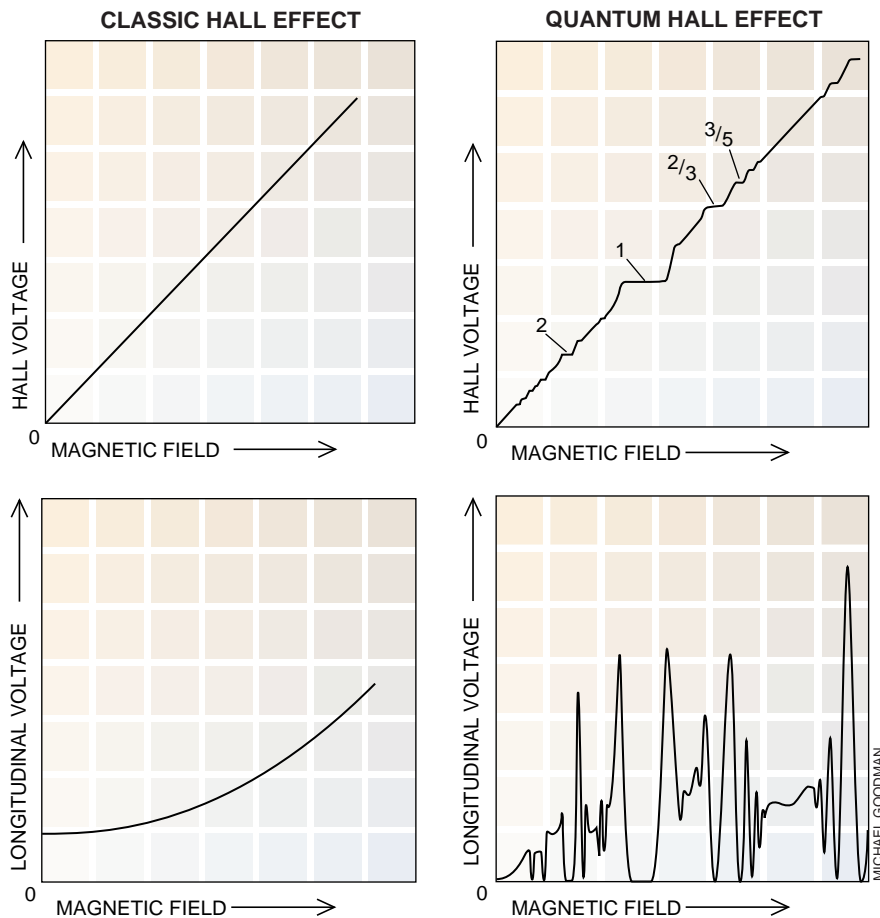 CLASSIC HALL EFFECT
HALL VOLTAGE
0
MAGNETIC FIELD
QUANTUM HALL EFFECT
HALL VOLTAGE
2
1
2/3
3/5
0
MAGNETIC FIELD
LONGITUDINAL VOLTAGE
0
MAGNETIC FIELD
LONGITUDINAL VOLTAGE
0
MAGNETIC FIELD
MICHAEL GOODMAN